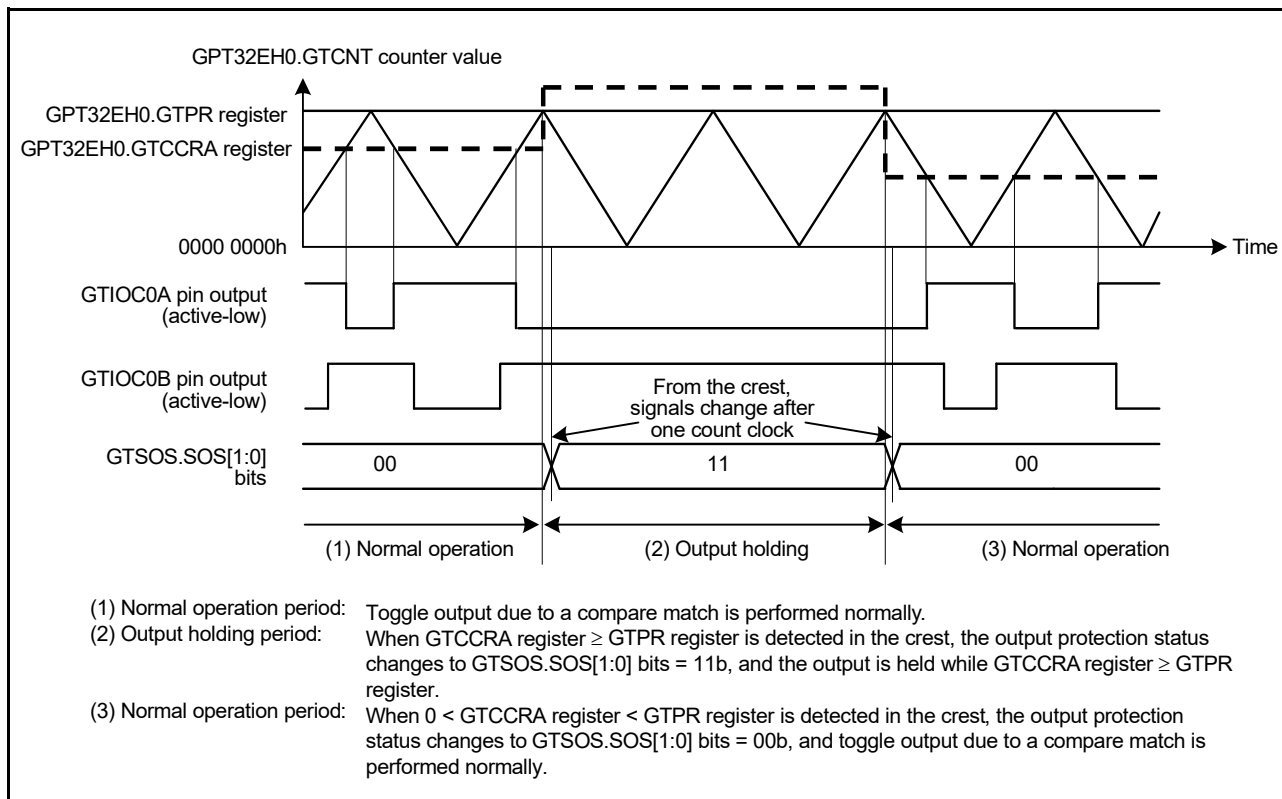 GPT32EH0.GTCNT counter value
GPT32EH0.GTPR register
GPT32EH0.GTCCRA register
0000 0000h
Time
GTIOC0A pin output
(active-low)
GTIOC0B pin output
(active-low)
From the crest,
signals change after
one count clock
GTSOS.SOS[1:0]
bits
00
11
00
(1) Normal operation
(2) Output holding
(3) Normal operation
(1) Normal operation period: Toggle output due to a compare match is performed normally.
(2) Output holding period: When GTCCRA register ≥ GTPR register is detected in the crest, the output protection status
changes to GTSOS.SOS[1:0] bits = 11b, and the output is held while GTCCRA register ≥ GTPR
register.
(3) Normal operation period: When 0 < GTCCRA register < GTPR register is detected in the crest, the output protection
status changes to GTSOS.SOS[1:0] bits = 00b, and toggle output due to a compare match is
performed normally.